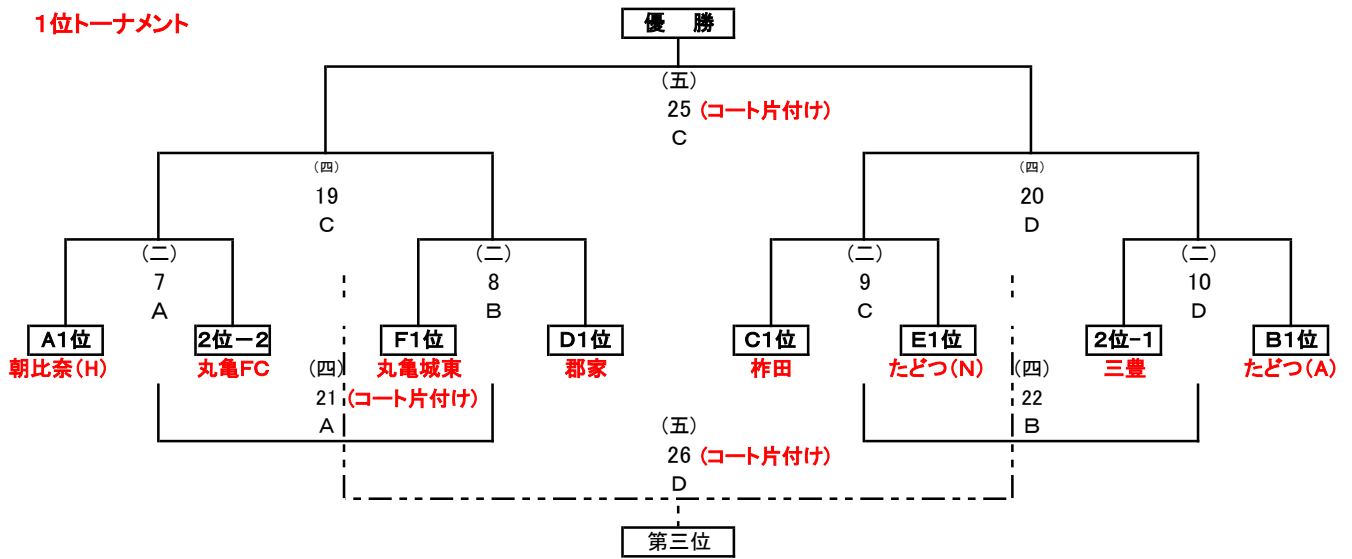 1位トーナメント
優　勝
(五)
25 (コート片付け)
C
(四) (四)
19 20
C D
(二) (二) (二) (二)
7 8 9 10
A B C D
A1位 2位－2 F1位 D1位 C1位 E1位 2位-1 B1位
朝比奈(H) 丸亀FC (四) 丸亀城東 郡家 柞田 たどつ(N) (四) 三豊 たどつ(A)
21 (コート片付け) 22
A B
(五)
26 (コート片付け)
D
第三位